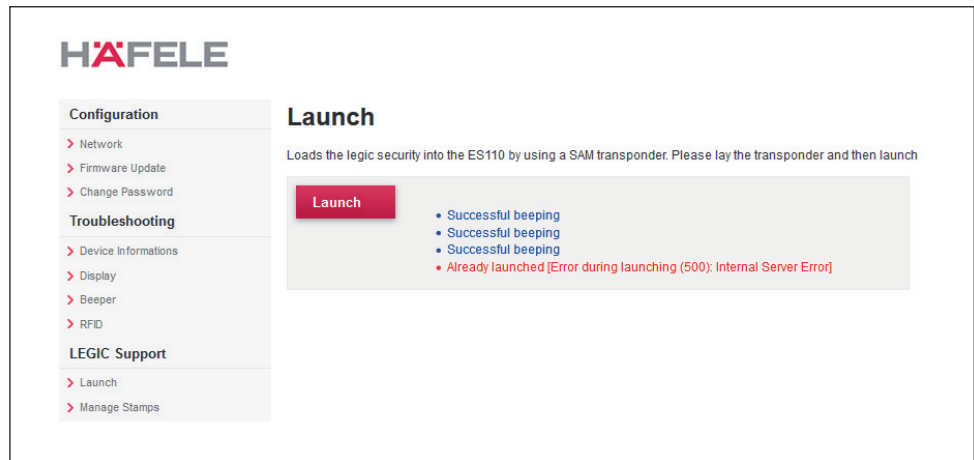 HÄFELE
Configuration
Network
Firmware Update
Change Password
Troubleshooting
Device Informations
Display
Beeper
RFID
LEGIC Support
Launch
Manage Stamps
Launch
Loads the legic security into the ES110 by using a SAM transponder. Please lay the transponder and then launch
Launch
Successful beeping
Successful beeping
Successful beeping
Already launched [Error during launching (500): Internal Server Error]